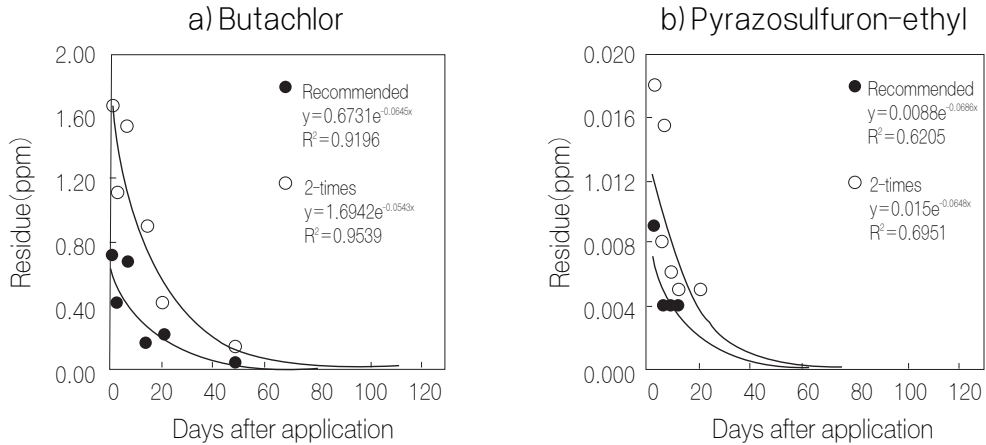 a) Butachlor
2.00
1.60
1.20
0.80
0.40
0.00
Residue(ppm)
Recommended
y=0.6731e^-0.0645x
R²=0.9196
2-times
y=1.6942e^-0.0543x
R²=0.9539
0
20
40
60
80
100
120
Days after application
b) Pyrazosulfuron-ethyl
0.020
0.016
1.012
0.008
0.004
0.000
Residue(ppm)
Recommended
y=0.0088e^-0.0686x
R²=0.6205
2-times
y=0.015e^-0.0648x
R²=0.6951
0
20
40
60
80
100
120
Days after application